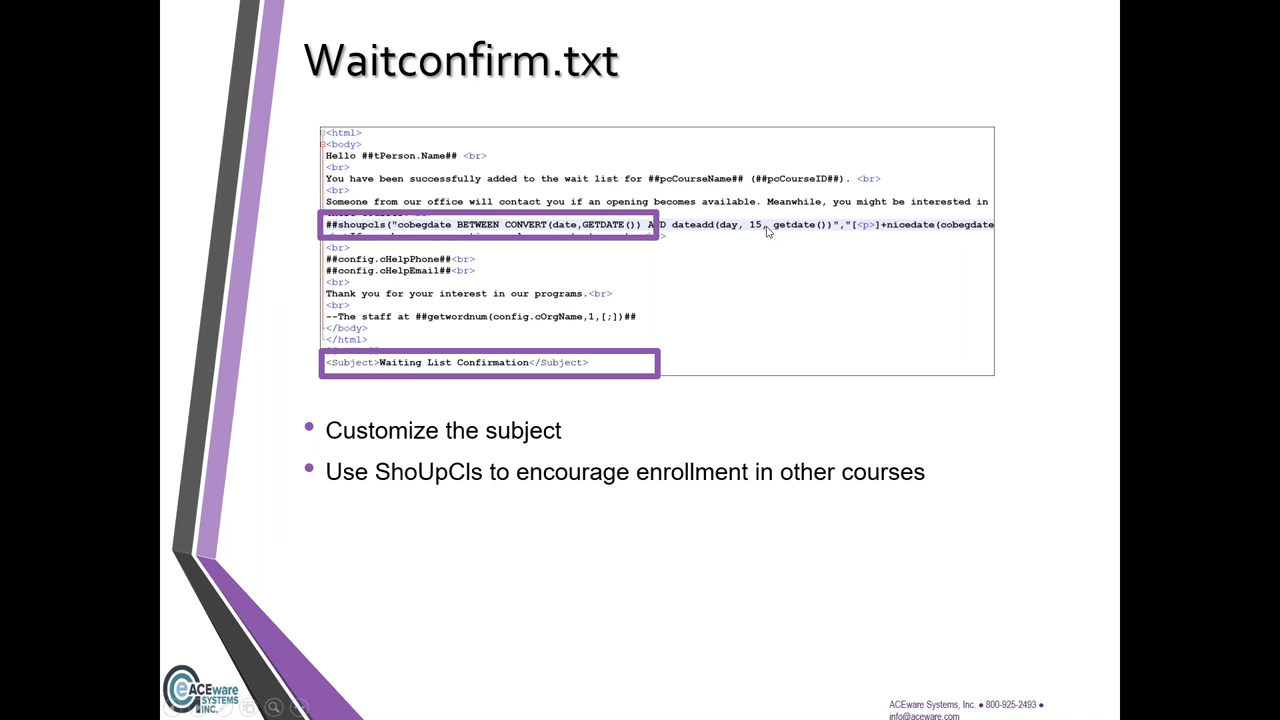 Waitconfirm.txt
<html>
<body>
Hello ##tPerson.Name## <br>
<br>
You have been successfully added to the wait list for ##pcCourseName## (##pcCourseID##). <br>
<br>
Someone from our office will contact you if an opening becomes available. Meanwhile, you might be interested in
##shoupcls("cobegdate BETWEEN CONVERT(date,GETDATE()) AND dateadd(day, 15, getdate())","[<p>]+nicedate(cobegdate
<br>
##config.cHelpPhone##<br>
##config.cHelpEmail##<br>
<br>
Thank you for your interest in our programs.<br>
<br>
--The staff at ##getwordnum(config.cOrgName,1,[;])##
</body>
</html>
<Subject>Waiting List Confirmation</Subject>
• Customize the subject
• Use ShoUpCls to encourage enrollment in other courses
ACEware
SYSTEMS
INC.
ACEware Systems, Inc. ● 800-925-2493 ●
info@aceware.com